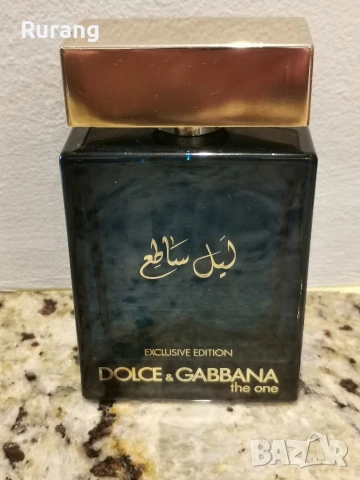 Rurang
ليل ساطع
EXCLUSIVE EDITION
DOLCE & GABBANA
the one
BAZAR